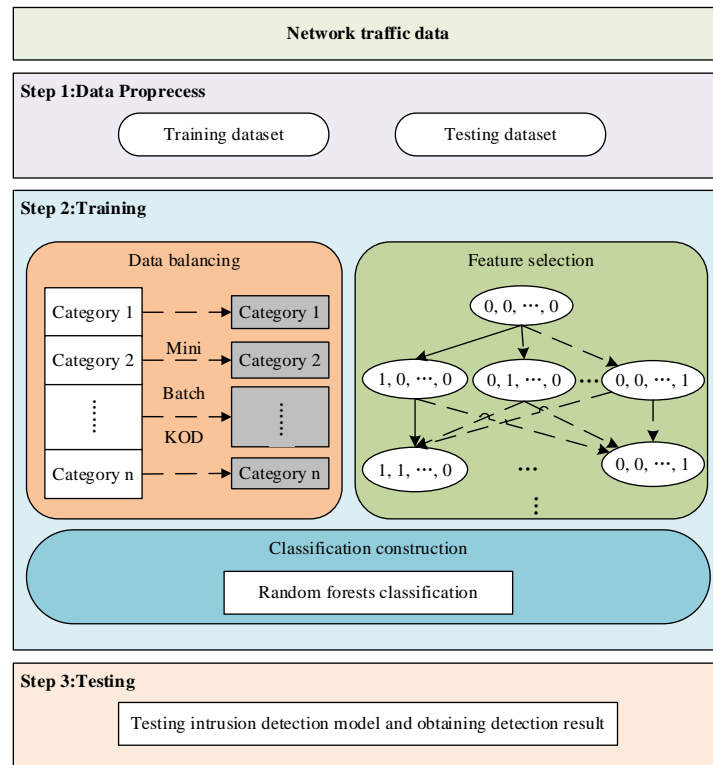 Network traffic data
Step 1:Data Proprecess
Training dataset
Testing dataset
Step 2:Training
Data balancing
Category 1
Category 1
Mini
Category 2
Category 2
Batch
KOD
Category n
Category n
Feature selection
0, 0, ···, 0
1, 0, ···, 0
0, 1, ···, 0
···
0, 0, ···, 1
1, 1, ···, 0
···
0, 0, ···, 1
Classification construction
Random forests classification
Step 3:Testing
Testing intrusion detection model and obtaining detection result